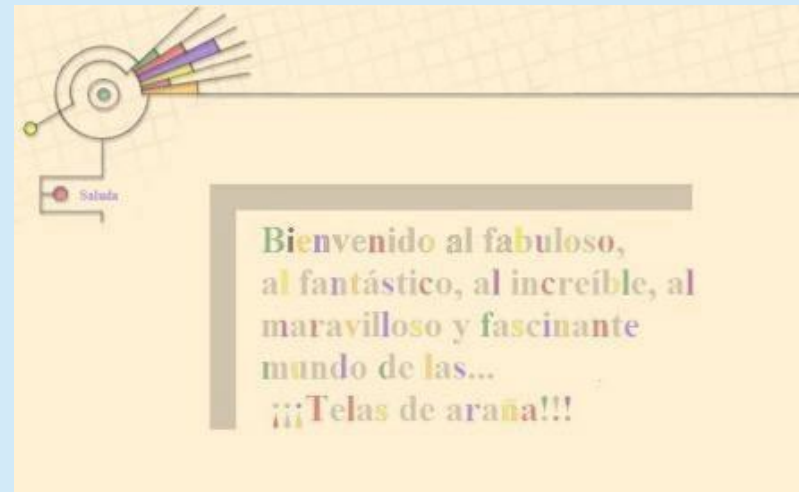 Saluda
Bienvenido al fabuloso,
al fantástico, al increíble, al
maravilloso y fascinante
mundo de las...
¡¡¡Telas de araña!!!